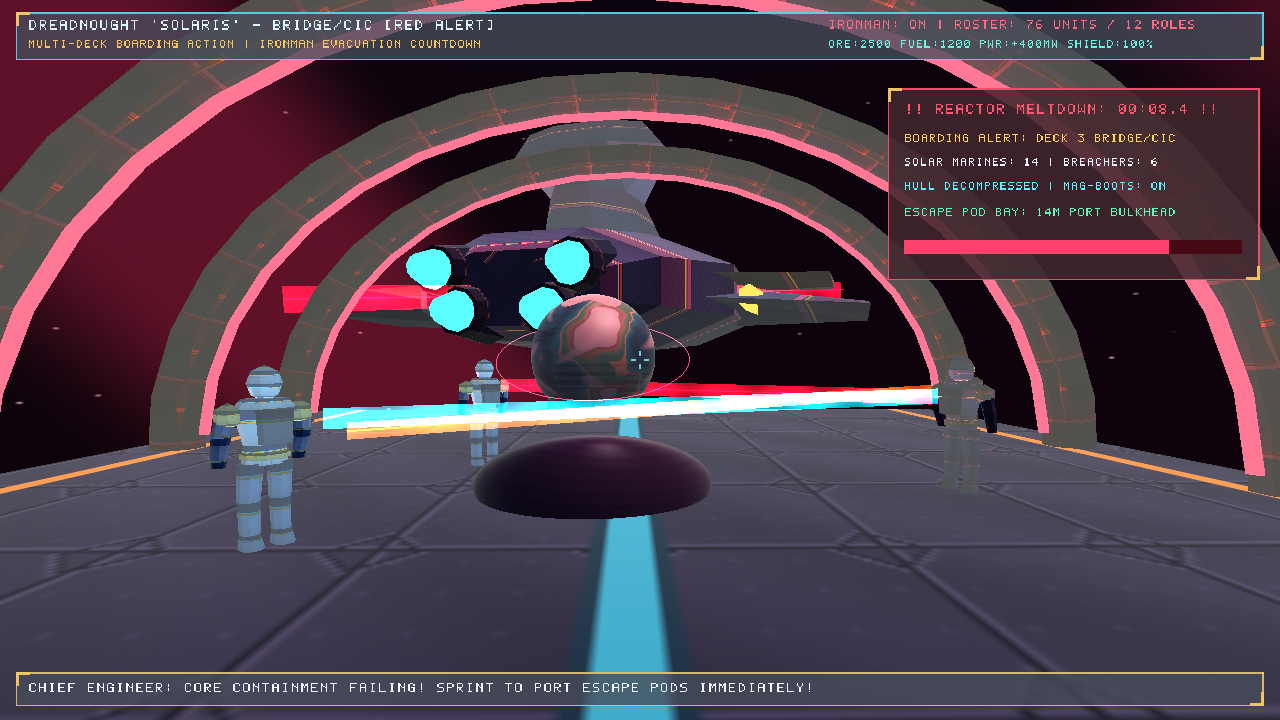 DREADNOUGHT 'SOLARIS' - BRIDGE/CIC [RED ALERT]
MULTI-DECK BOARDING ACTION | IRONMAN EVACUATION COUNTDOWN
IRONMAN: ON | ROSTER: 76 UNITS / 12 ROLES
ORE:2500 FUEL:1200 PWR:+400MW SHIELD:100%
!! REACTOR MELTDOWN: 00:08.4 !!
BOARDING ALERT: DECK 3 BRIDGE/CIC
SOLAR MARINES: 14 | BREACHERS: 6
HULL DECOMPRESSED | MAG-BOOTS: ON
ESCAPE POD BAY: 14M PORT BULKHEAD
CHIEF ENGINEER: CORE CONTAINMENT FAILING! SPRINT TO PORT ESCAPE PODS IMMEDIATELY!